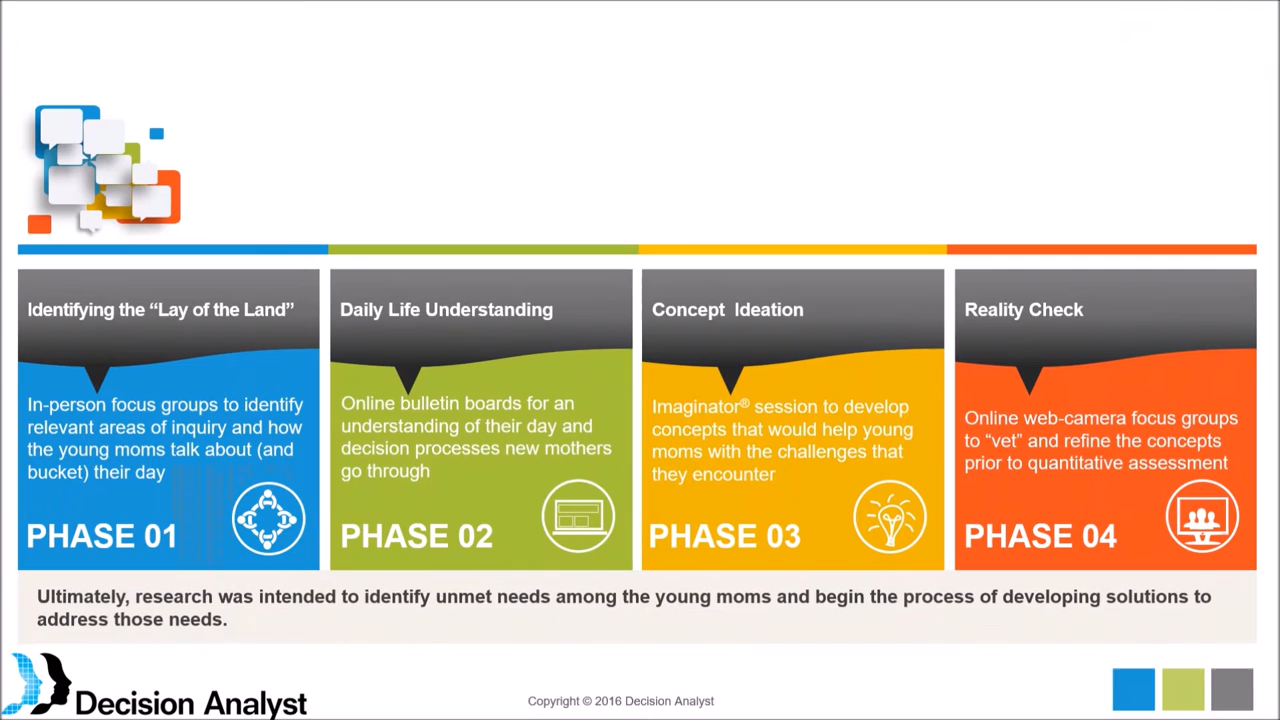 Identifying the “Lay of the Land”
In-person focus groups to identify
relevant areas of inquiry and how
the young moms talk about (and
bucket) their day
PHASE 01
Daily Life Understanding
Online bulletin boards for an
understanding of their day and
decision processes new mothers
go through
PHASE 02
Concept  Ideation
Imaginator® session to develop
concepts that would help young
moms with the challenges that
they encounter
PHASE 03
Reality Check
Online web-camera focus groups
to “vet” and refine the concepts
prior to quantitative assessment
PHASE 04
Ultimately, research was intended to identify unmet needs among the young moms and begin the process of developing solutions to
address those needs.
Decision Analyst
Copyright © 2016 Decision Analyst